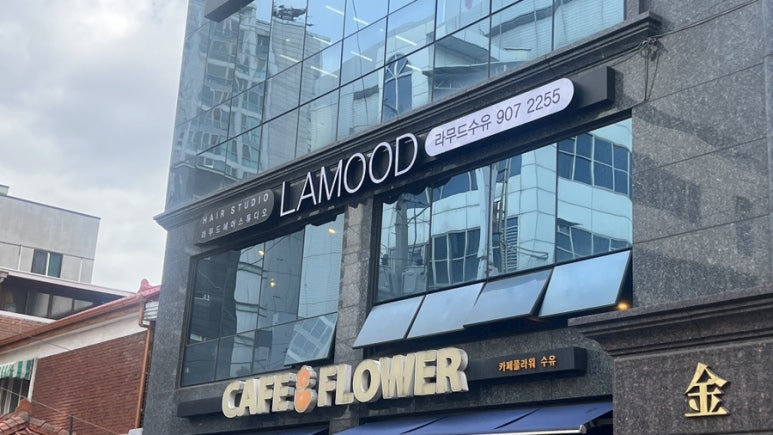 HAIR STUDIO
라무드헤어스튜디오
LAMOOD
라무드수유 907 2255
CAFE FLOWER
카페플라워 수유
金